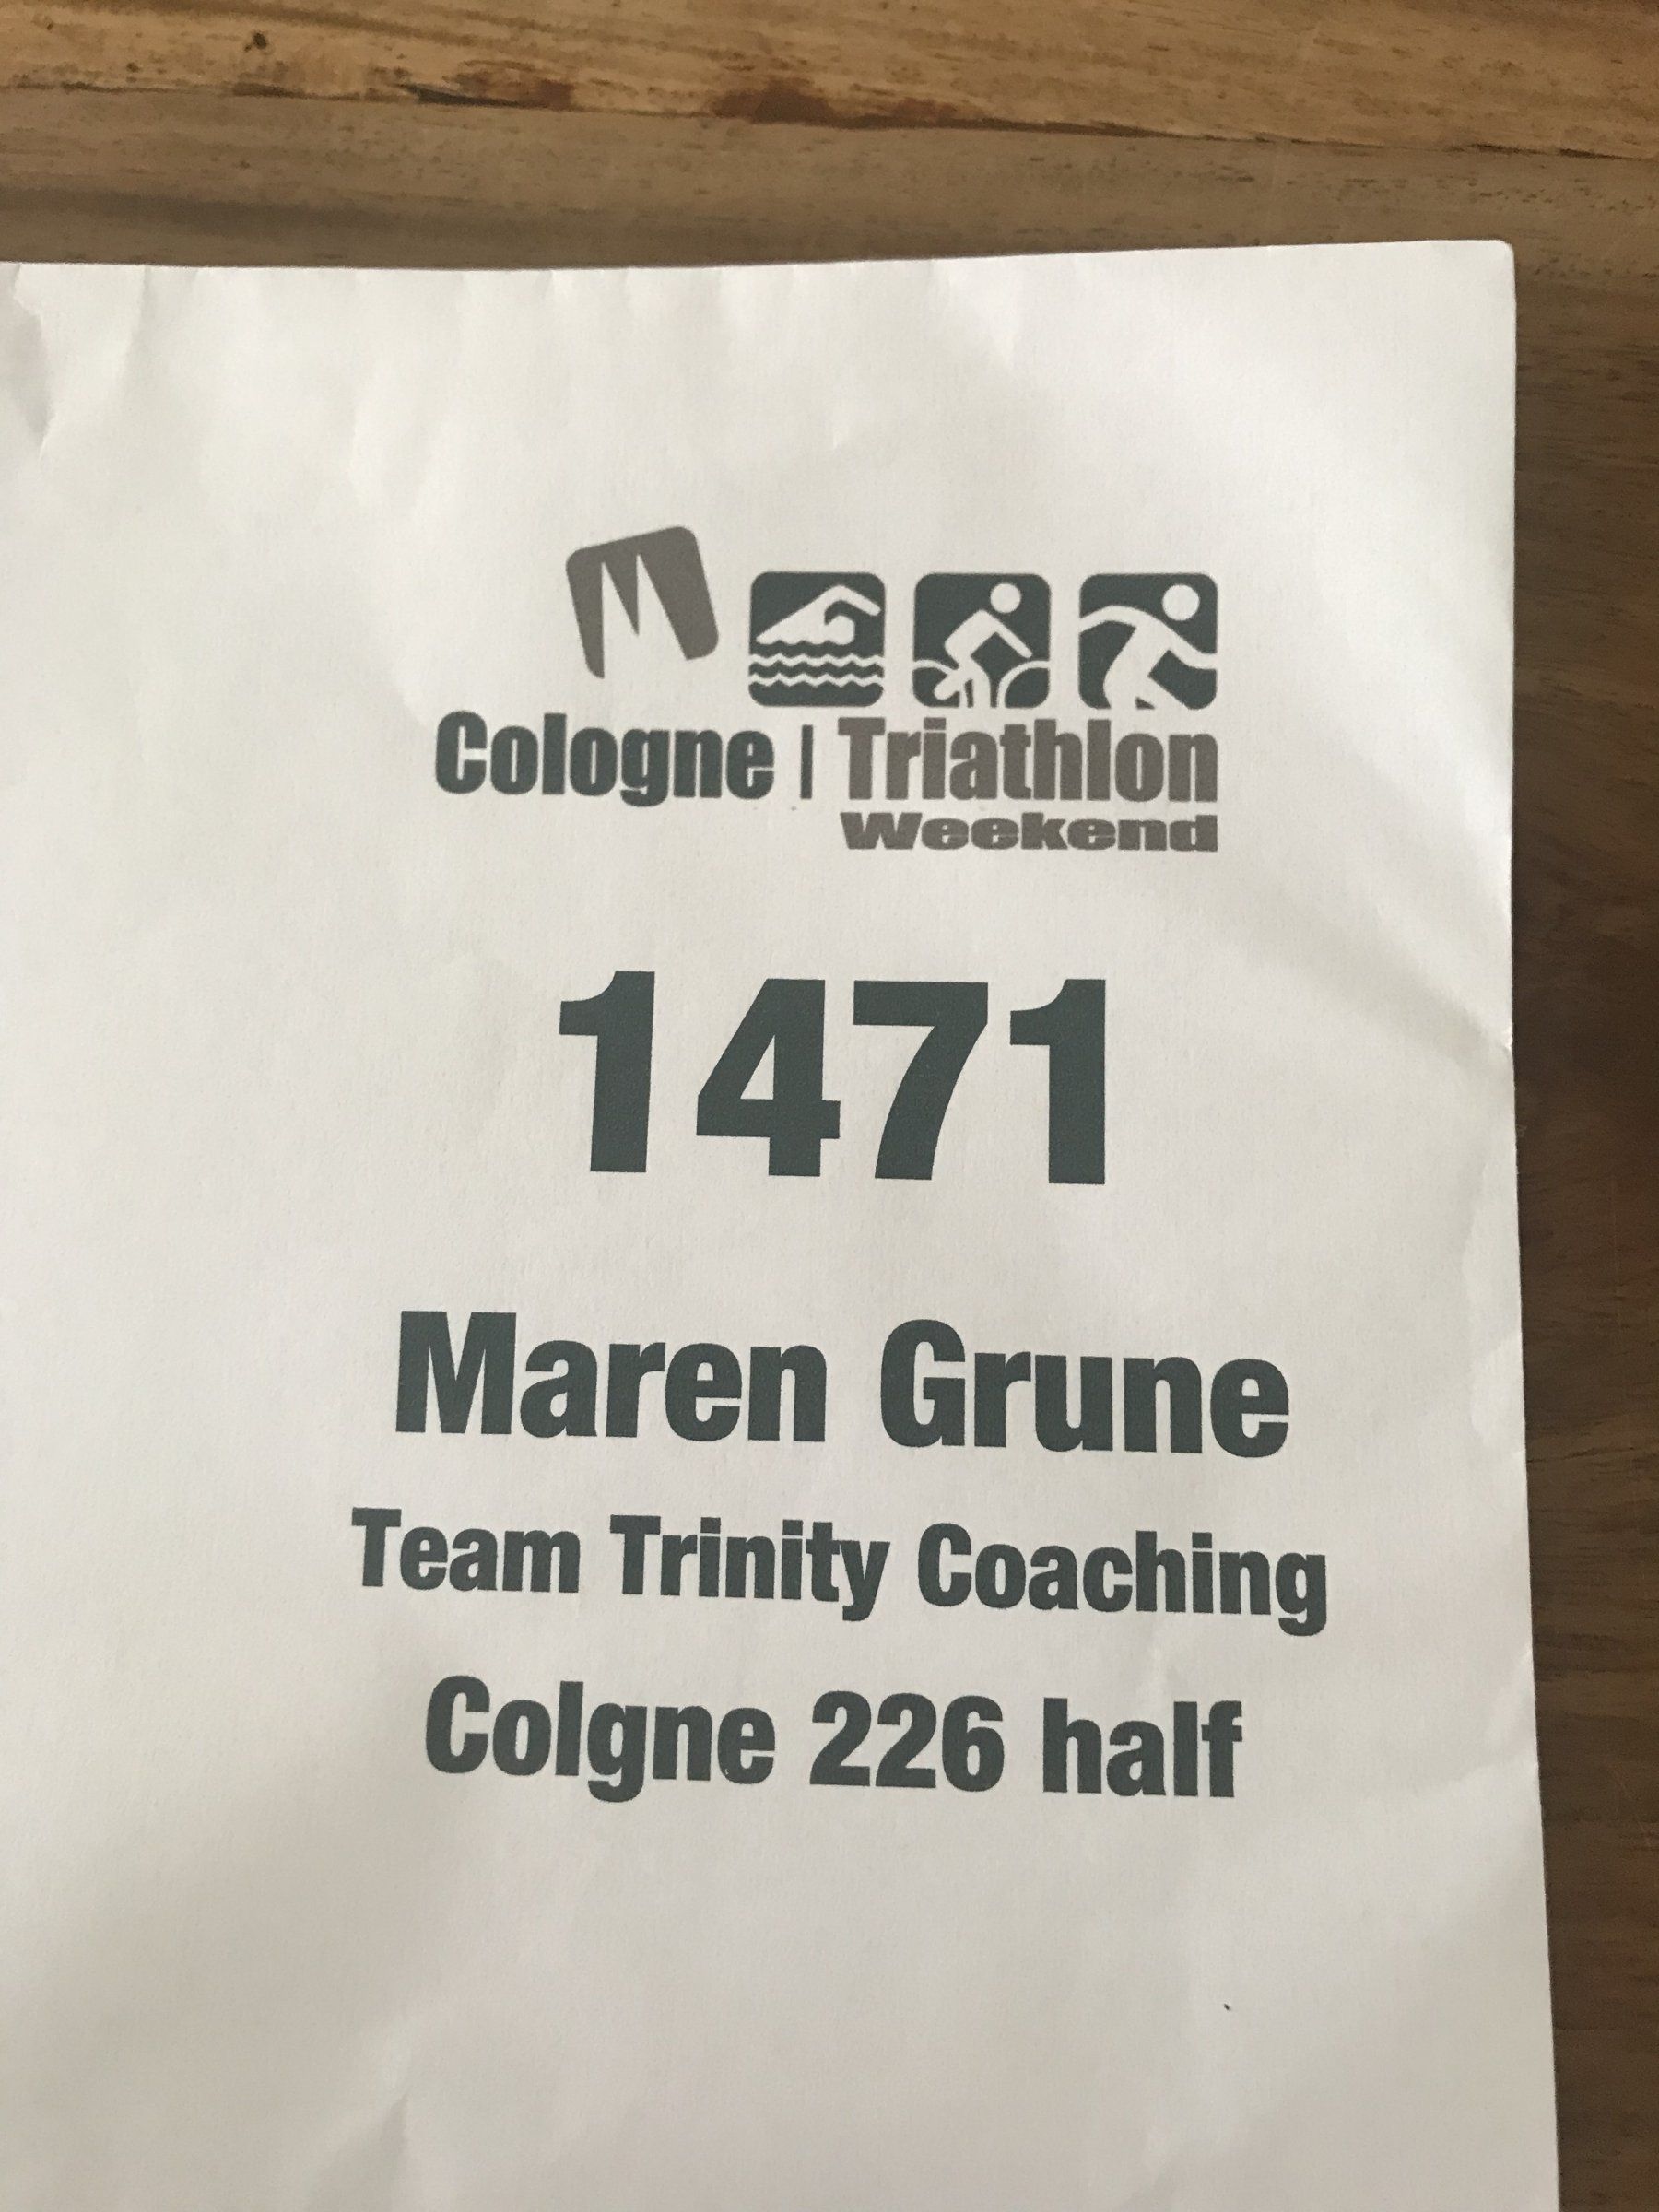 Cologne | Triathlon
Weekend
1471
Maren Grune
Team Trinity Coaching
Colgne 226 half